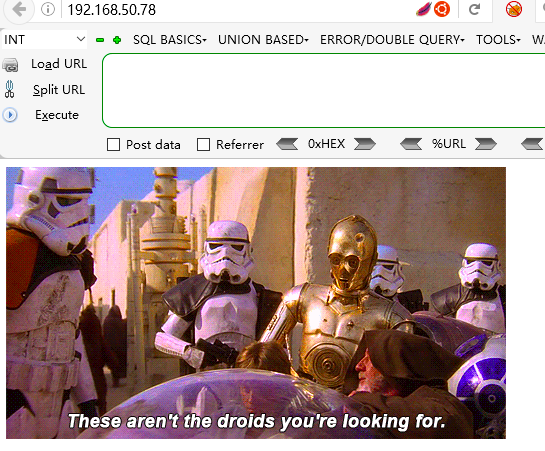 192.168.50.78
INT SQL BASICS UNION BASED ERROR/DOUBLE QUERY TOOLS
Load URL
Split URL
Execute
Post data Referrer 0xHEX %URL
These aren't the droids you're looking for.